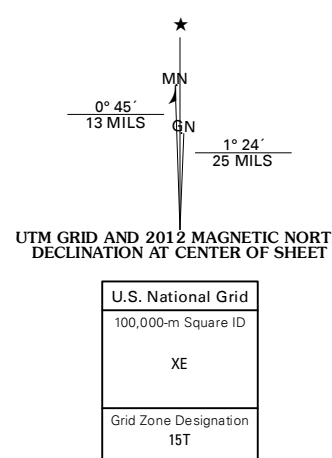 ★
MN
0° 45´
13 MILS
GN
1° 24´
25 MILS
UTM GRID AND 2012 MAGNETIC NORT
DECLINATION AT CENTER OF SHEET
U.S. National Grid
100,000-m Square ID
XE
Grid Zone Designation
15T